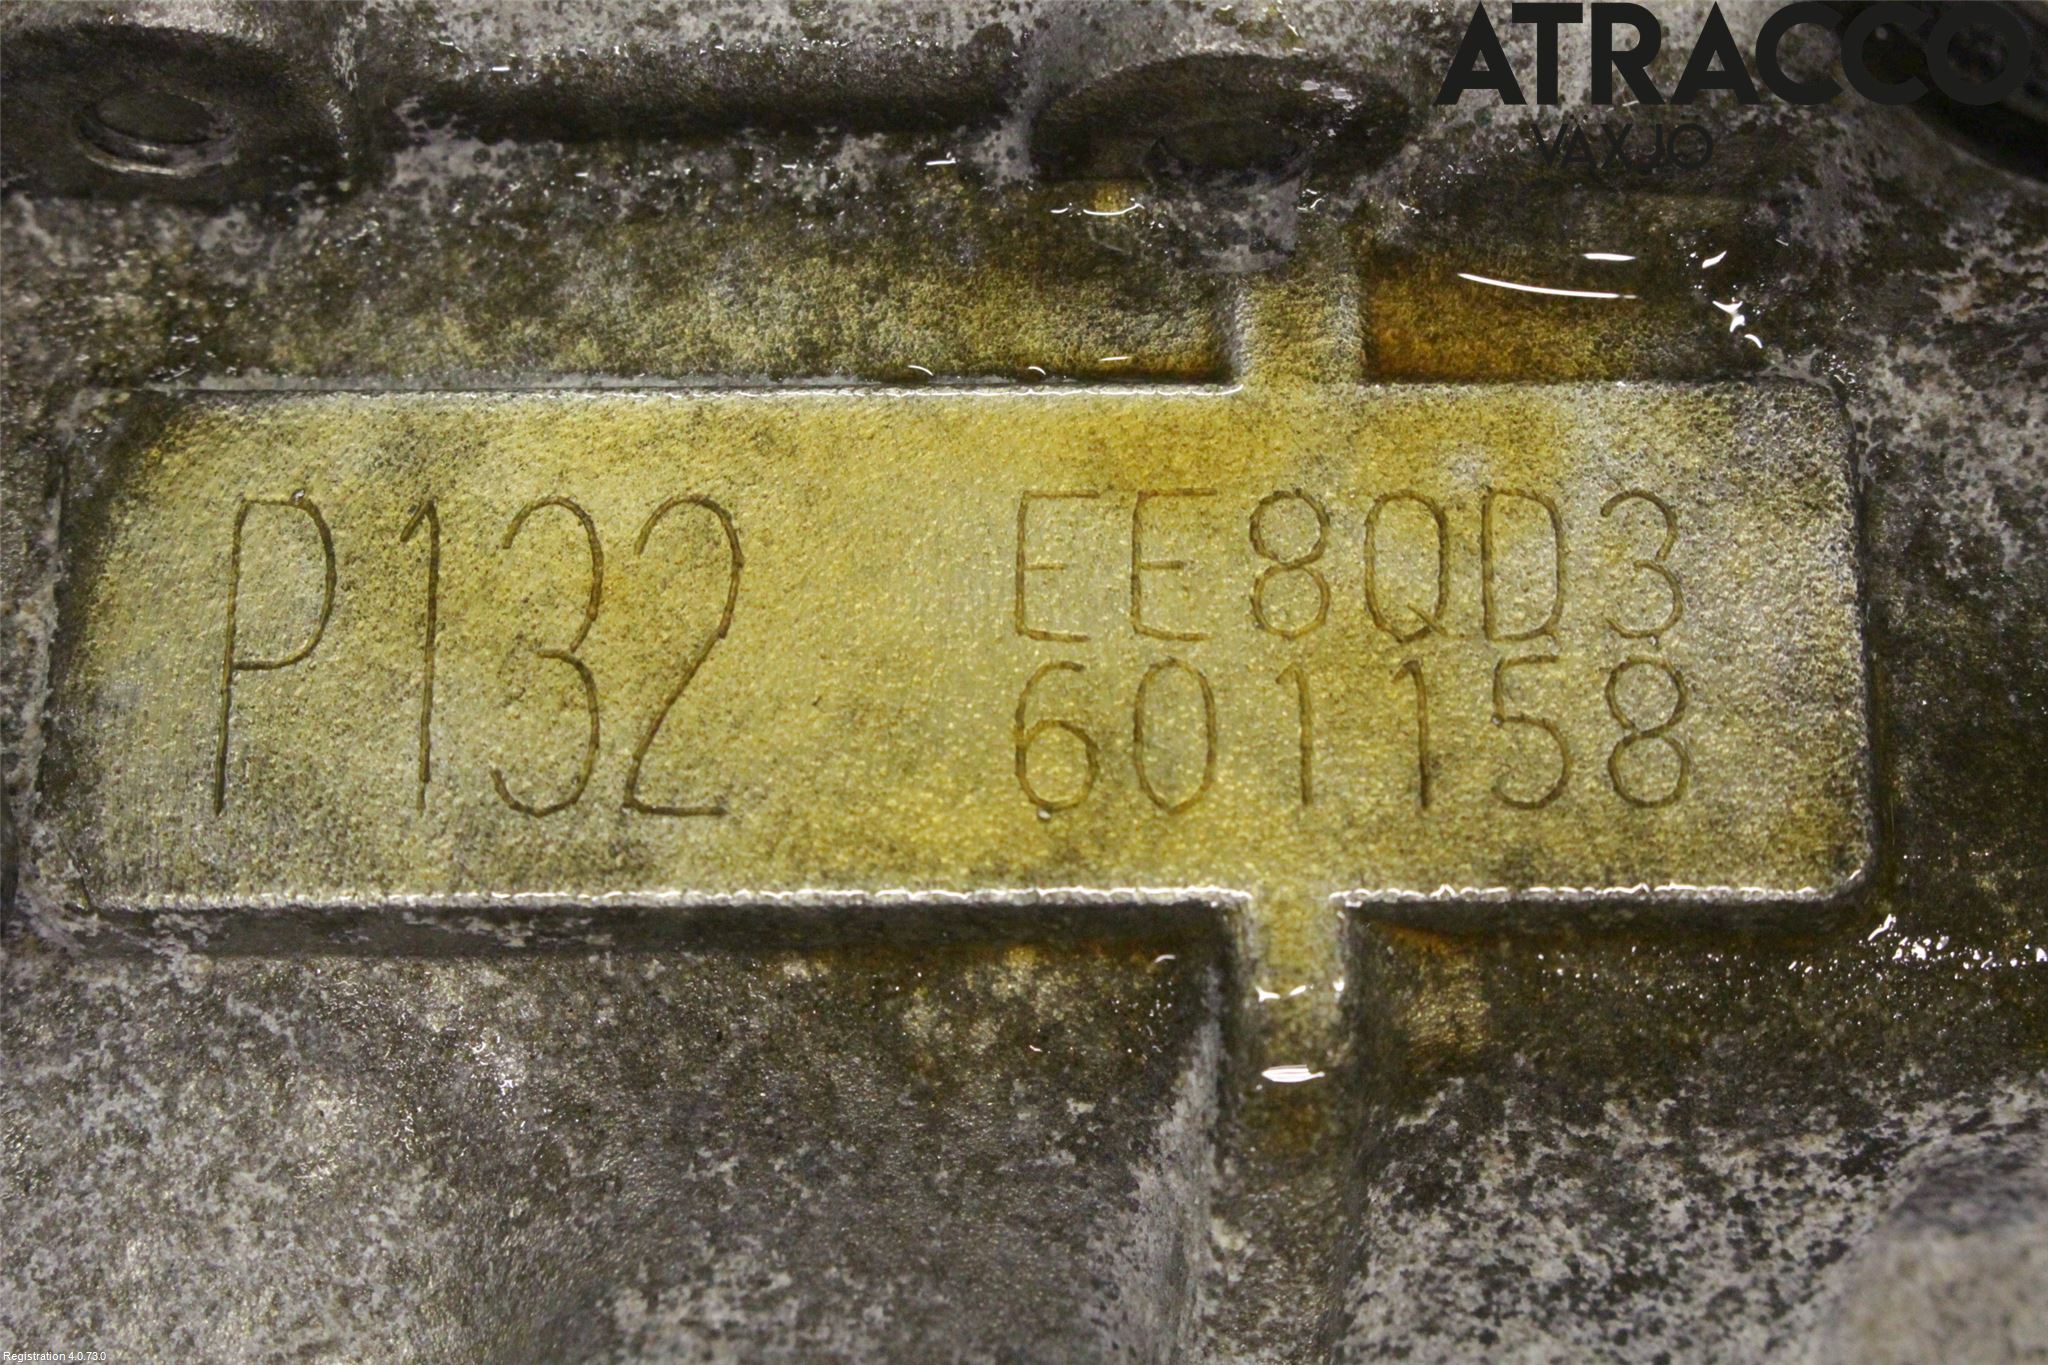 ATRACCO
VÄXJÖ
P132
EE8QD3
601158
Registration 4.0.73.0